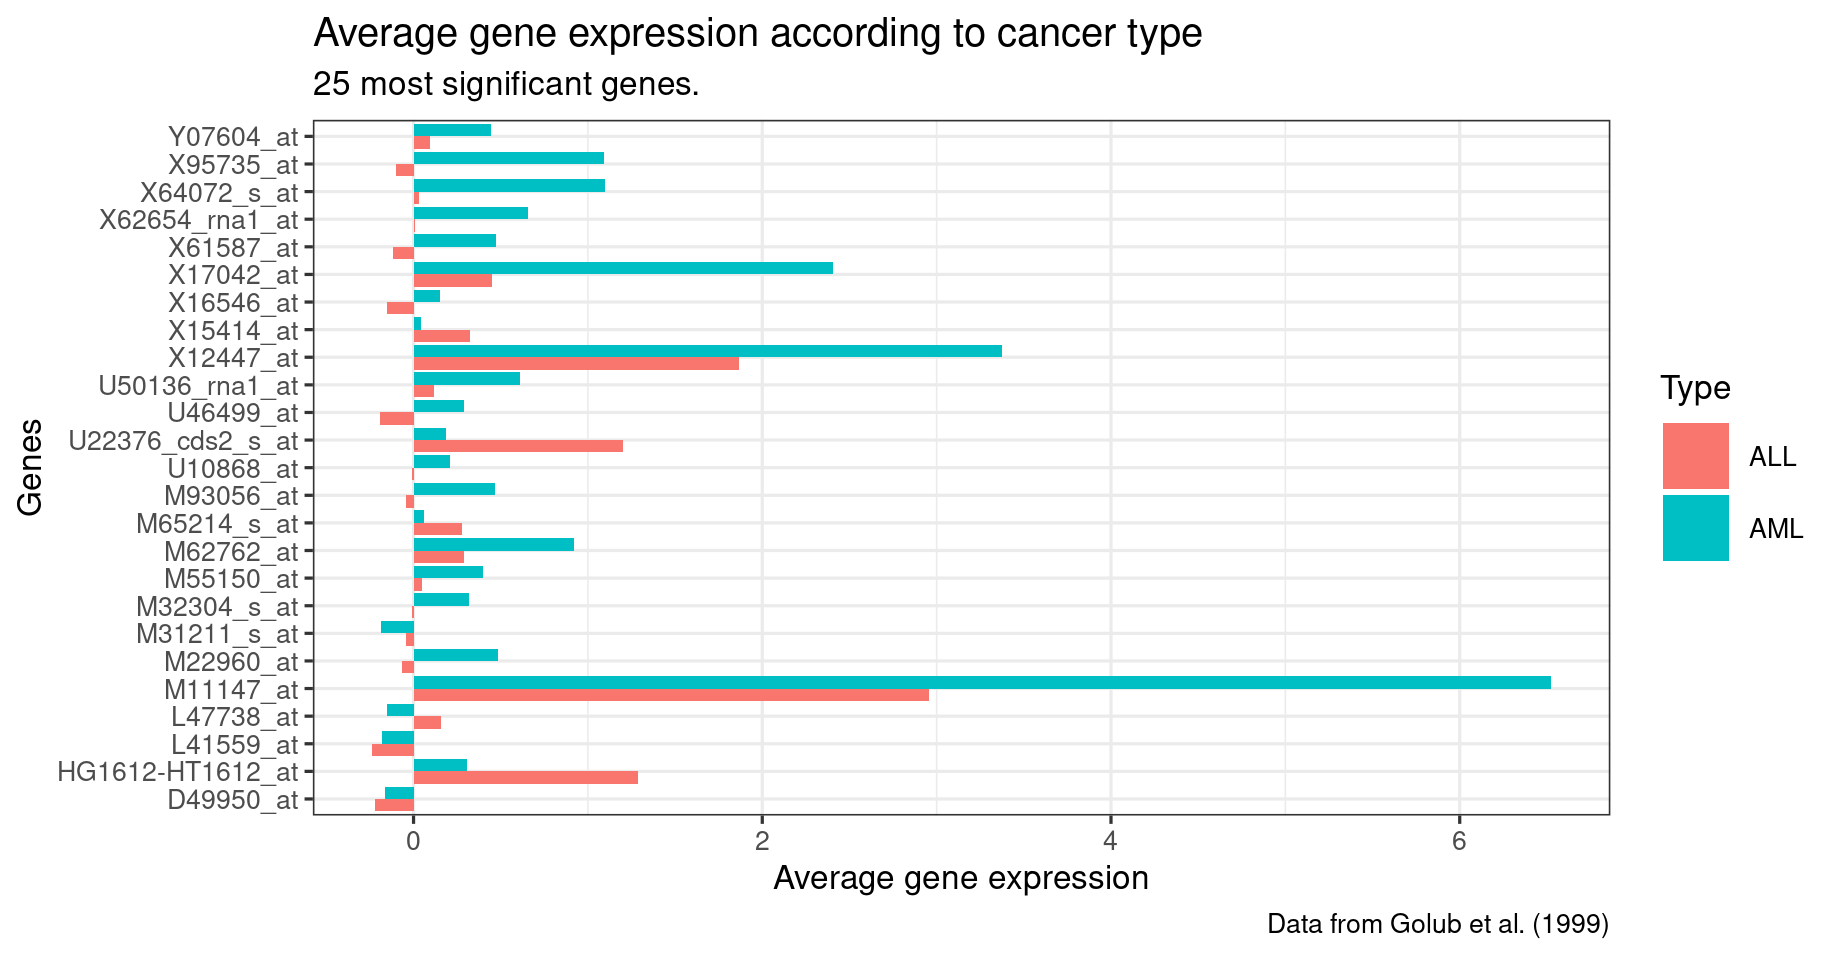 Average gene expression according to cancer type
25 most significant genes.
Y07604_at
X95735_at
X64072_s_at
X62654_rna1_at
X61587_at
X17042_at
X16546_at
X15414_at
X12447_at
U50136_rna1_at
U46499_at
U22376_cds2_s_at
U10868_at
M93056_at
M65214_s_at
M62762_at
M55150_at
M32304_s_at
M31211_s_at
M22960_at
M11147_at
L47738_at
L41559_at
HG1612-HT1612_at
D49950_at
Genes
0 2 4 6
Average gene expression
Type
ALL
AML
Data from Golub et al. (1999)